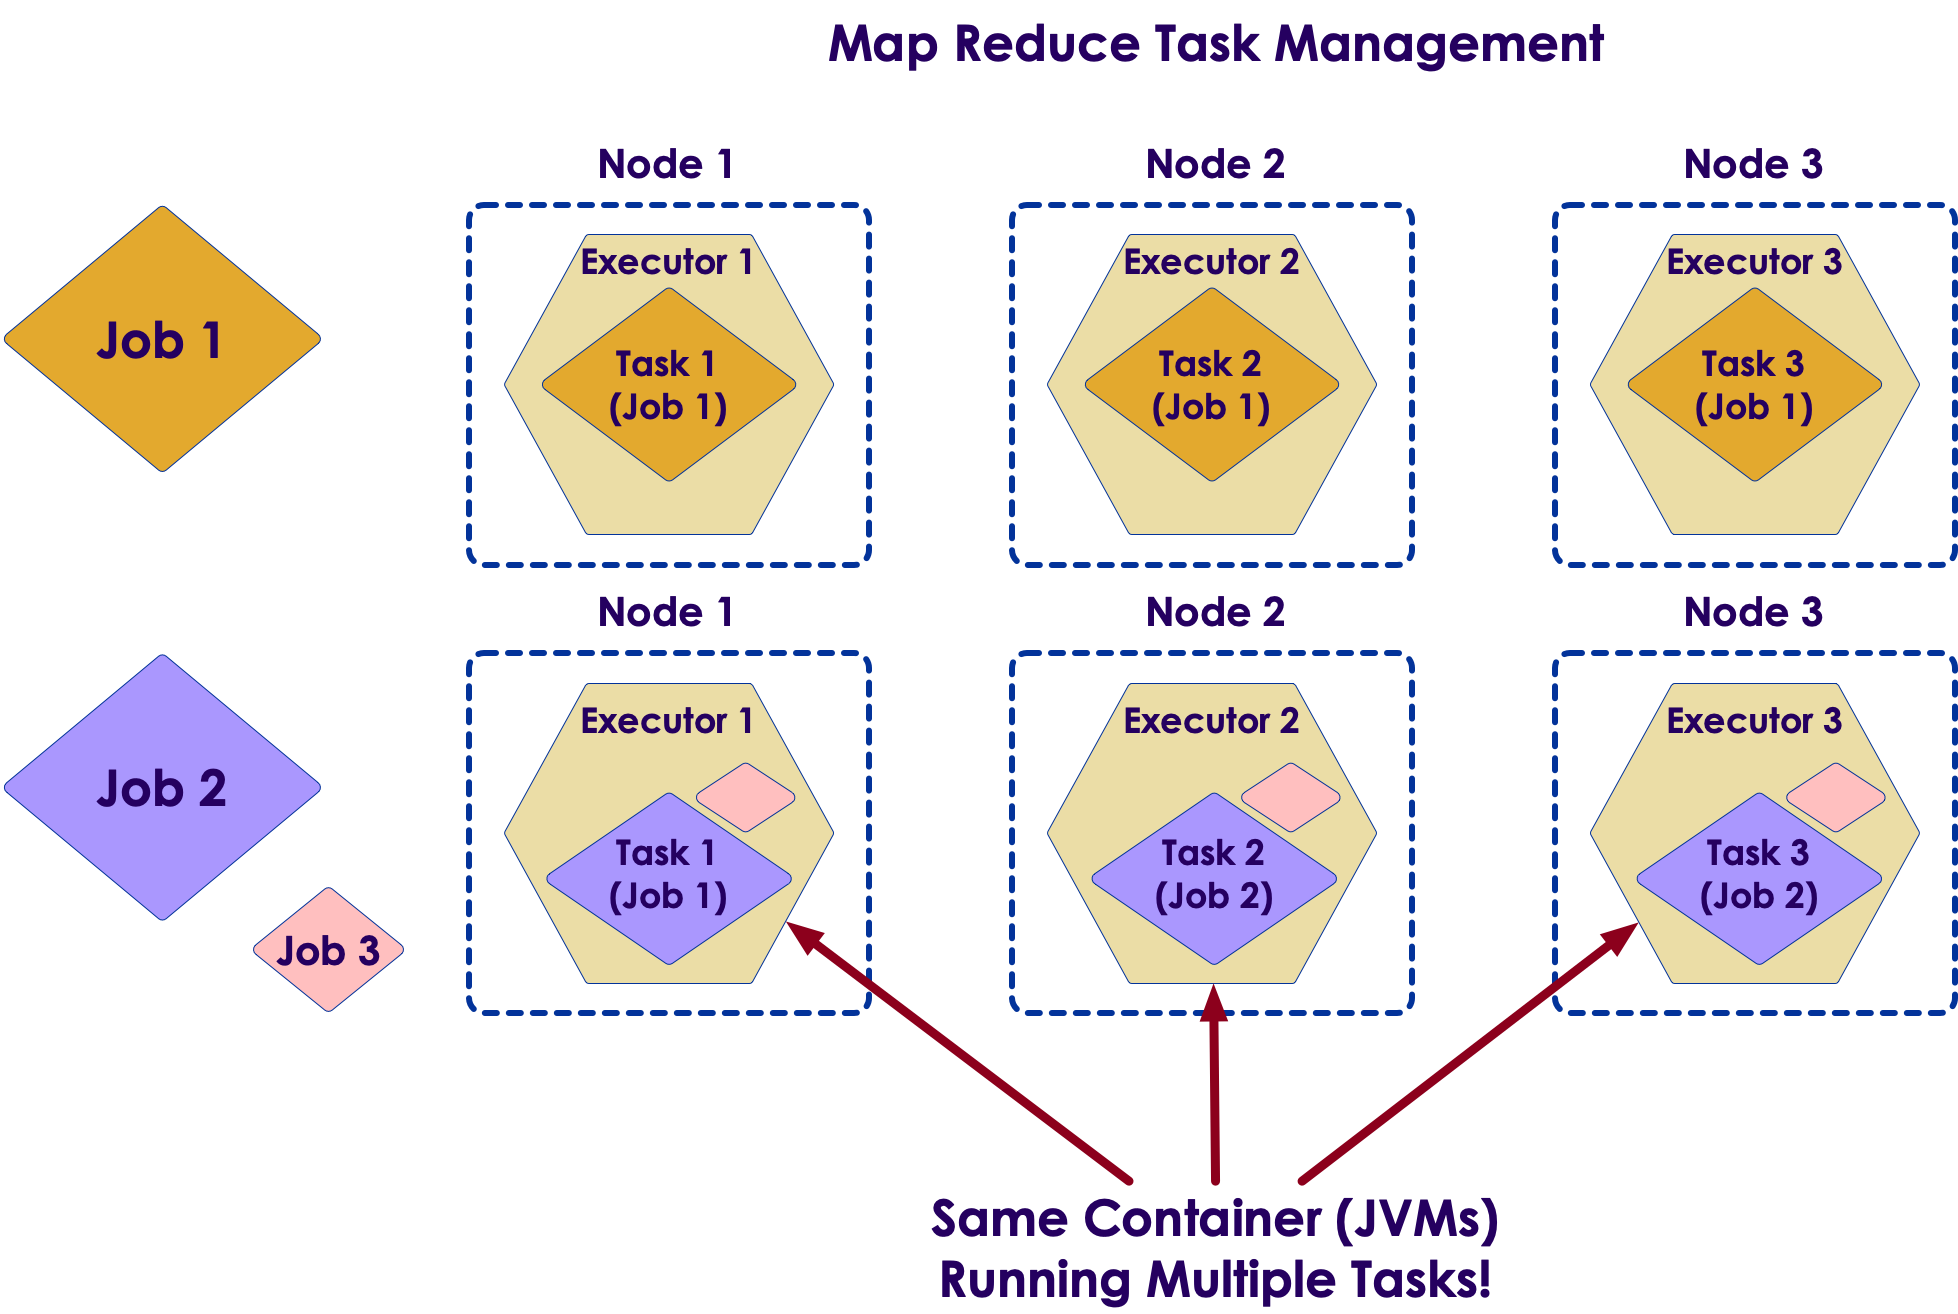 Map Reduce Task Management
Node 1
Node 2
Node 3
Job 1
Executor 1
Task 1
(Job 1)
Executor 2
Task 2
(Job 1)
Executor 3
Task 3
(Job 1)
Node 1
Node 2
Node 3
Job 2
Job 3
Executor 1
Task 1
(Job 1)
Executor 2
Task 2
(Job 2)
Executor 3
Task 3
(Job 2)
Same Container (JVMs)
Running Multiple Tasks!